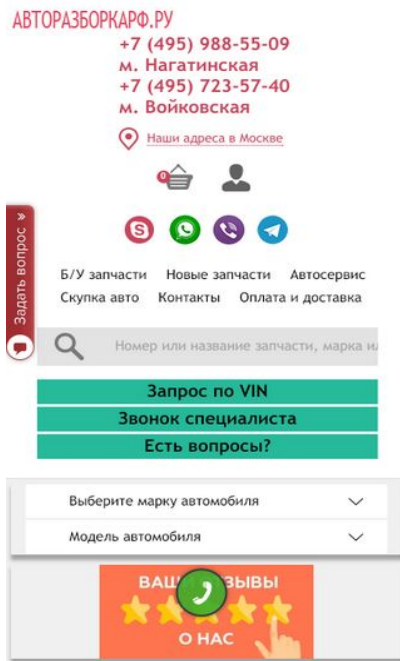 АВТОРАЗБОРКАРФ.РУ
+7 (495) 988-55-09
м. Нагатинская
+7 (495) 723-57-40
м. Войковская
Наши адреса в Москве
0
Задать вопрос »
Б/У запчасти Новые запчасти Автосервис
Скупка авто Контакты Оплата и доставка
Номер или название запчасти, марка
Запрос по VIN
Звонок специалиста
Есть вопросы?
Выберите марку автомобиля
Модель автомобиля
О НАС